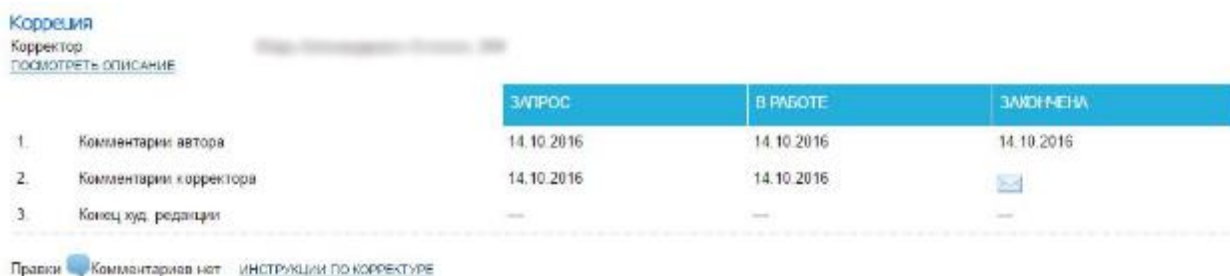 Корреция
Корректор
ПОСМОТРЕТЬ ОПИСАНИЕ
ЗАПРОС В РАБОТЕ ЗАКОНЧЕНА
1. Комментарии автора 14.10.2016 14.10.2016 14.10.2016
2. Комментарии корректора 14.10.2016 14.10.2016
3. Конец худ. редакции — — —
Правки Комментариев нет ИНСТРУКЦИИ ПО КОРРЕКТУРЕ